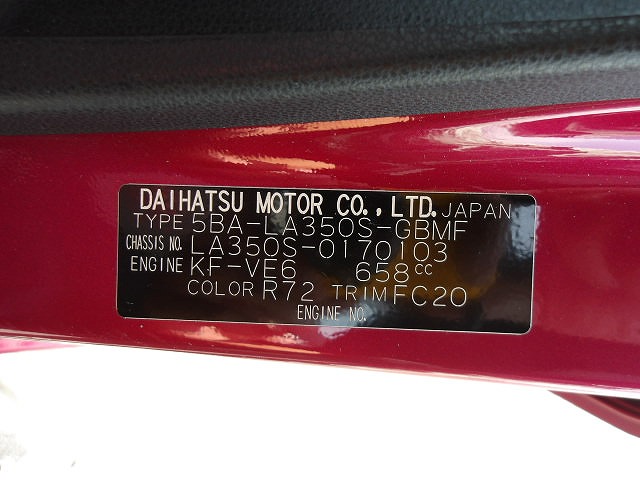 DAIHATSU MOTOR CO., LTD. JAPAN
TYPE 5BA-LA350S-GBMF
CHASSIS NO. LA350S-0170103
ENGINE KF-VE6 658cc
COLOR R72 TRIM FC20
ENGINE NO.